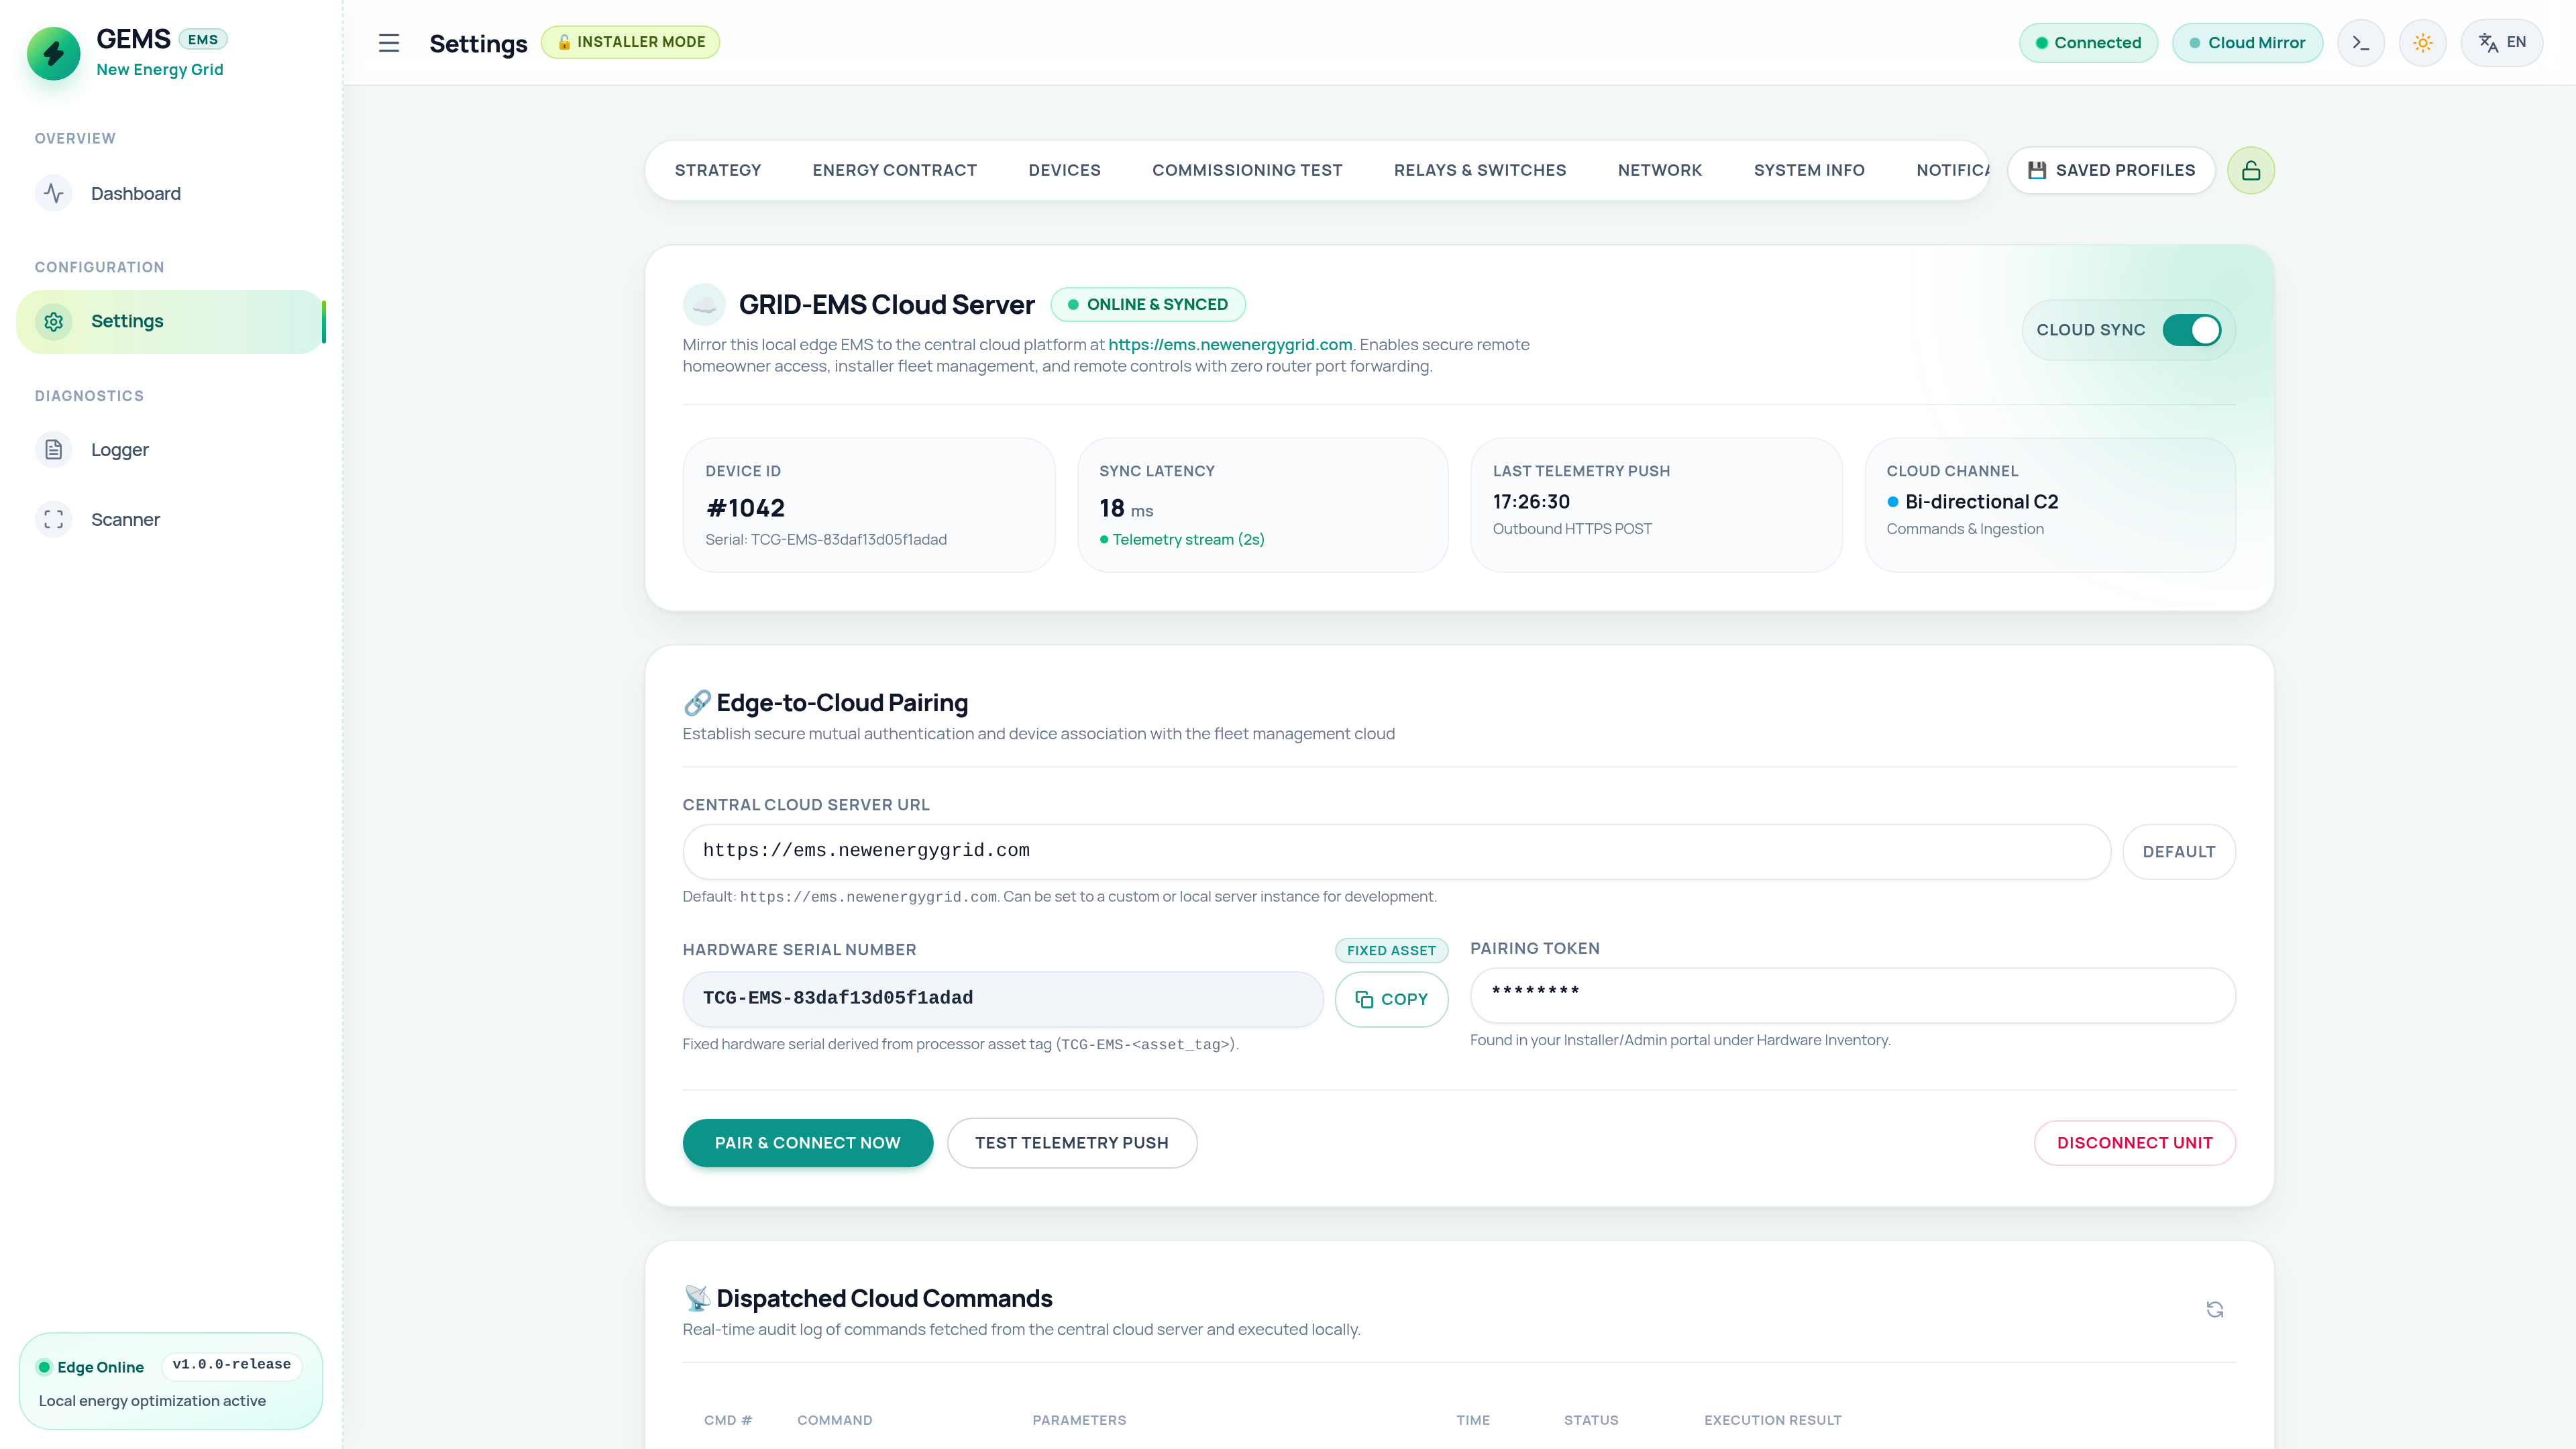 GEMS EMS
New Energy Grid
OVERVIEW
Dashboard
CONFIGURATION
Settings
DIAGNOSTICS
Logger
Scanner
Edge Online v1.0.0-release
Local energy optimization active
Settings 🔓 INSTALLER MODE
Connected
Cloud Mirror
EN
STRATEGY ENERGY CONTRACT DEVICES COMMISSIONING TEST RELAYS & SWITCHES NETWORK SYSTEM INFO NOTIFICA
💾 SAVED PROFILES
GRID-EMS Cloud Server ONLINE & SYNCED
Mirror this local edge EMS to the central cloud platform at https://ems.newenergygrid.com. Enables secure remote
homeowner access, installer fleet management, and remote controls with zero router port forwarding.
CLOUD SYNC
DEVICE ID
#1042
Serial: TCG-EMS-83daf13d05f1adad
SYNC LATENCY
18 ms
Telemetry stream (2s)
LAST TELEMETRY PUSH
17:26:30
Outbound HTTPS POST
CLOUD CHANNEL
Bi-directional C2
Commands & Ingestion
🔗 Edge-to-Cloud Pairing
Establish secure mutual authentication and device association with the fleet management cloud
CENTRAL CLOUD SERVER URL
https://ems.newenergygrid.com
DEFAULT
Default: https://ems.newenergygrid.com. Can be set to a custom or local server instance for development.
HARDWARE SERIAL NUMBER FIXED ASSET
TCG-EMS-83daf13d05f1adad
COPY
Fixed hardware serial derived from processor asset tag (TCG-EMS-<asset_tag>).
PAIRING TOKEN
********
Found in your Installer/Admin portal under Hardware Inventory.
PAIR & CONNECT NOW
TEST TELEMETRY PUSH
DISCONNECT UNIT
📡 Dispatched Cloud Commands
Real-time audit log of commands fetched from the central cloud server and executed locally.
CMD # COMMAND PARAMETERS TIME STATUS EXECUTION RESULT